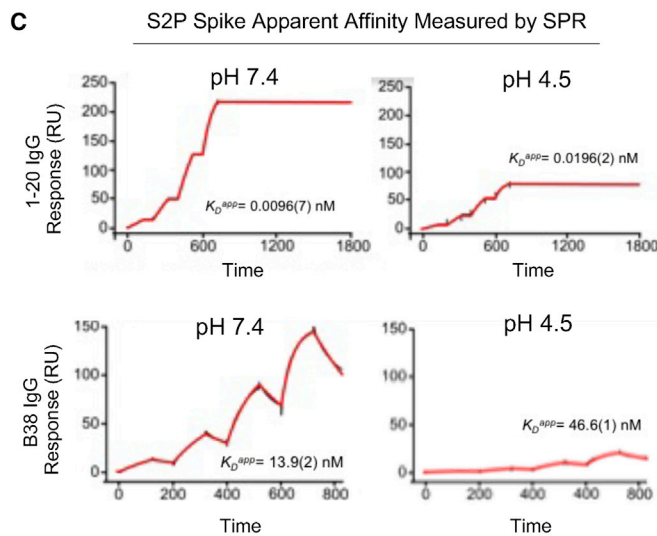 C
S2P Spike Apparent Affinity Measured by SPR
1-20 IgG
Response (RU)
pH 7.4
250
200
150
100
50
0
K_D^app= 0.0096(7) nM
0
600
1200
1800
Time
pH 4.5
250
200
150
100
50
0
K_D^app= 0.0196(2) nM
0
600
1200
1800
Time
B38 IgG
Response (RU)
pH 7.4
150
100
50
0
K_D^app= 13.9(2) nM
0
200
400
600
800
Time
pH 4.5
150
100
50
0
K_D^app= 46.6(1) nM
0
200
400
600
800
Time